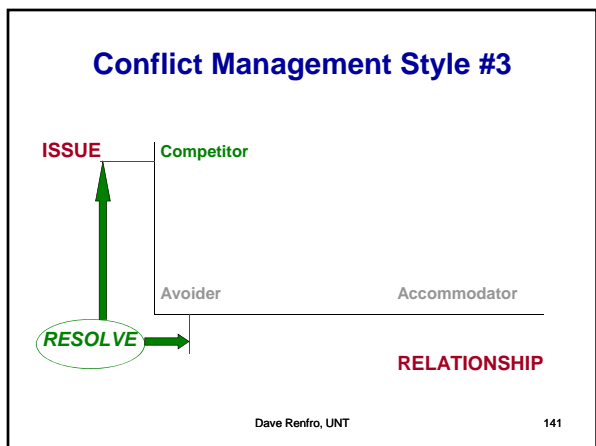 Conflict Management Style #3
ISSUE
Competitor
Avoider
Accommodator
RESOLVE
RELATIONSHIP
Dave Renfro, UNT
141